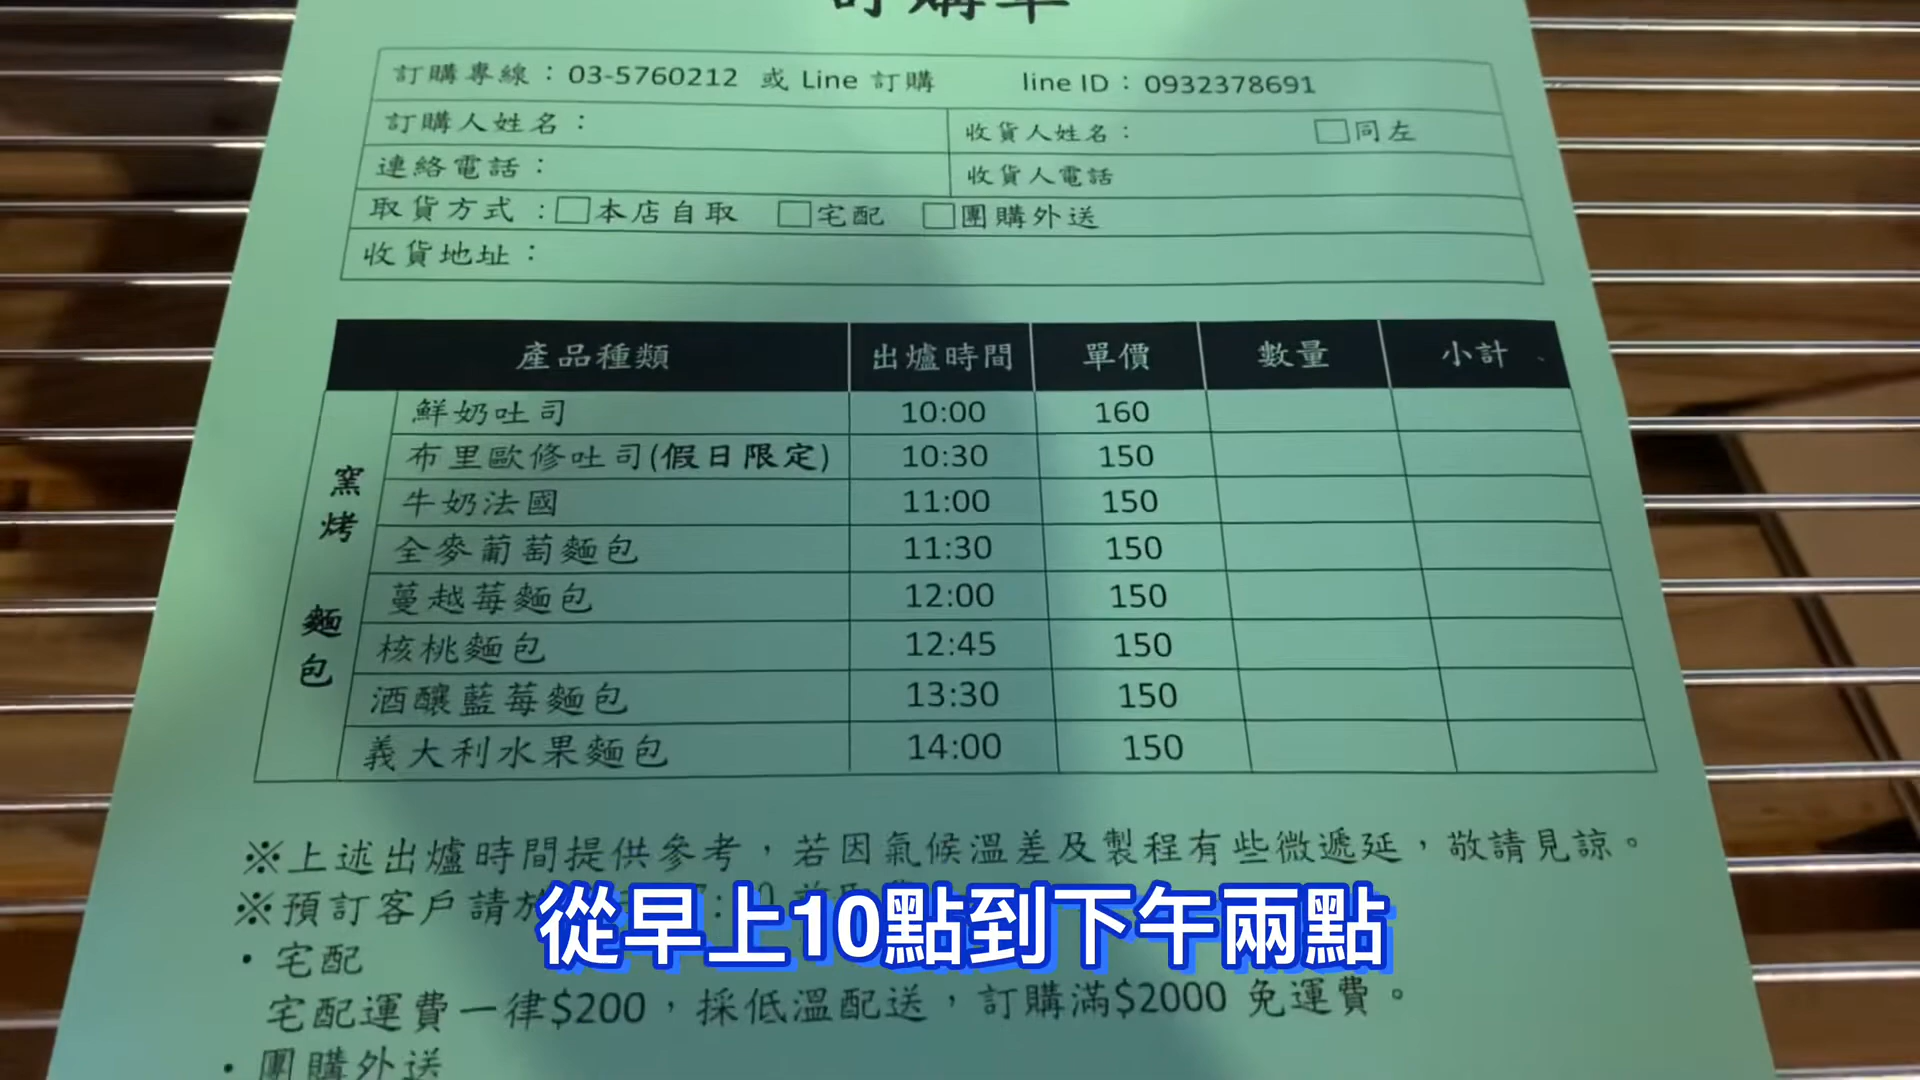 訂購單
訂購專線：03-5760212 或 Line 訂購 line ID：0932378691
訂購人姓名： 收貨人姓名： □同左
連絡電話： 收貨人電話
取貨方式：□本店自取 □宅配 □團購外送
收貨地址：
產品種類 出爐時間 單價 數量 小計
窯烤麵包
鮮奶吐司 10:00 160
布里歐修吐司(假日限定) 10:30 150
牛奶法國 11:00 150
全麥葡萄麵包 11:30 150
蔓越莓麵包 12:00 150
核桃麵包 12:45 150
酒釀藍莓麵包 13:30 150
義大利水果麵包 14:00 150
※上述出爐時間提供參考，若因氣候溫差及製程有些微遞延，敬請見諒。
※預訂客戶請於
從早上10點到下午兩點
・宅配
宅配運費一律$200，採低溫配送，訂購滿$2000 免運費。
・團購外送